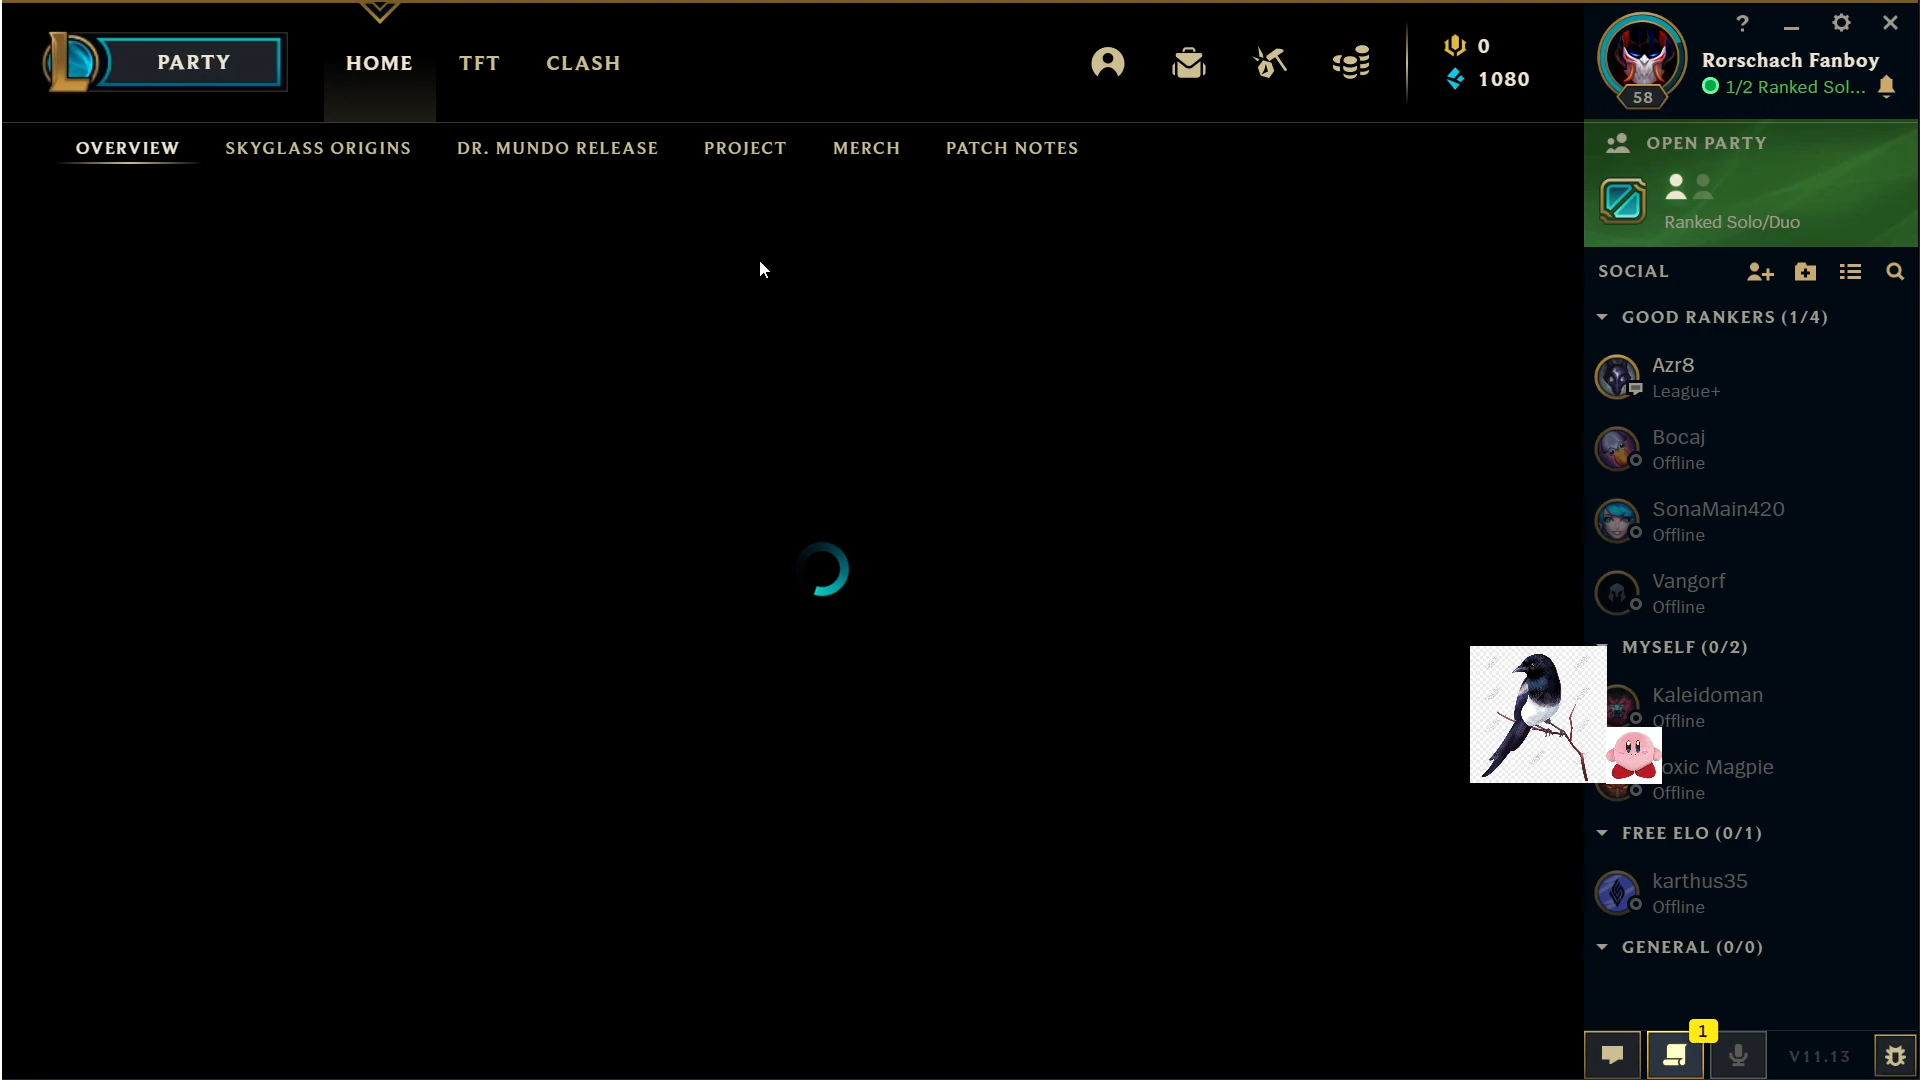 PARTY
HOME
TFT
CLASH
0
1080
?
58
Rorschach Fanboy
1/2 Ranked Sol...
OVERVIEW
SKYGLASS ORIGINS
DR. MUNDO RELEASE
PROJECT
MERCH
PATCH NOTES
OPEN PARTY
Ranked Solo/Duo
SOCIAL
GOOD RANKERS (1/4)
Azr8
League+
Bocaj
Offline
SonaMain420
Offline
Vangorf
Offline
MYSELF (0/2)
Kaleidoman
Offline
oxic Magpie
Offline
FREE ELO (0/1)
karthus35
Offline
GENERAL (0/0)
1
V11.13